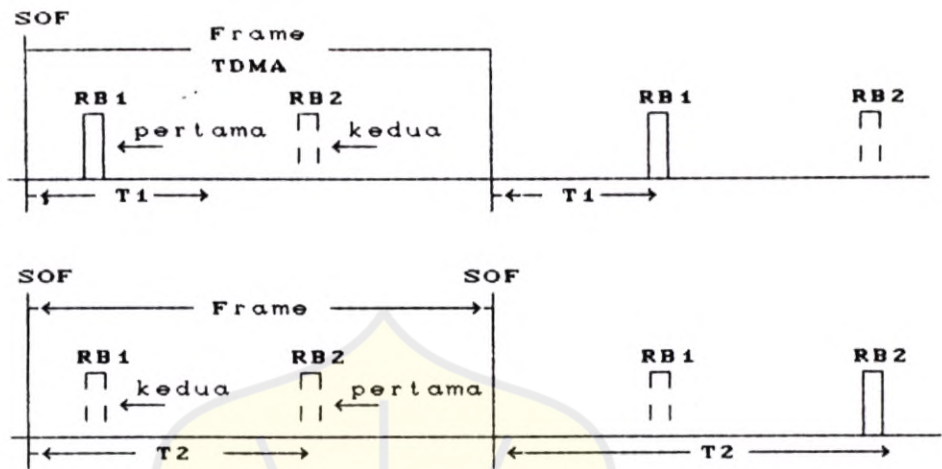 SOF
Frame
TDMA
RB1 RB2 RB1 RB2
pertama kedua
T1 T1
SOF SOF
Frame
RB1 RB2 RB1 RB2
kedua pertama
T2 T2